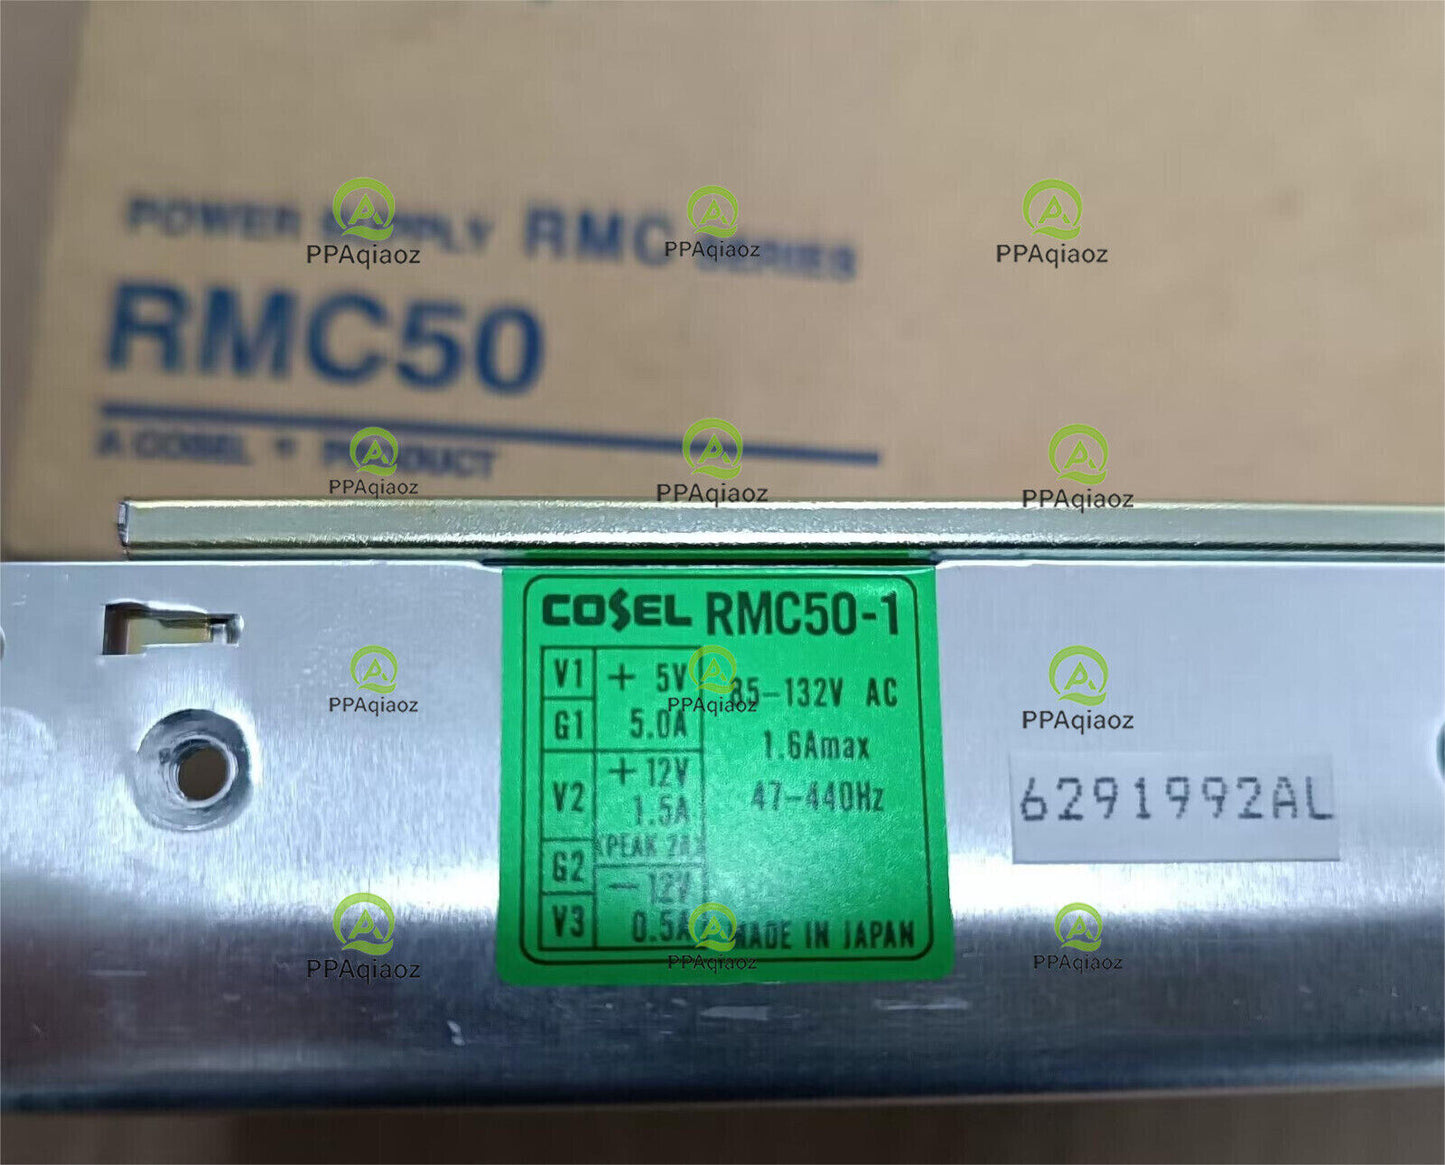 POWER SUPPLY RMC SERIES
RMC50
A COSEL PRODUCT
COSEL RMC50-1
V1 + 5V
G1 5.0A
V2 + 12V
1.5A
(PEAK 2A)
G2 - 12V
V3 0.5A
85-132V AC
1.6Amax
47-440Hz
MADE IN JAPAN
6291992AL
PPAqiaoz
PPAqiaoz
PPAqiaoz
PPAqiaoz
PPAqiaoz
PPAqiaoz
PPAqiaoz
PPAqiaoz
PPAqiaoz
PPAqiaoz
PPAqiaoz
PPAqiaoz